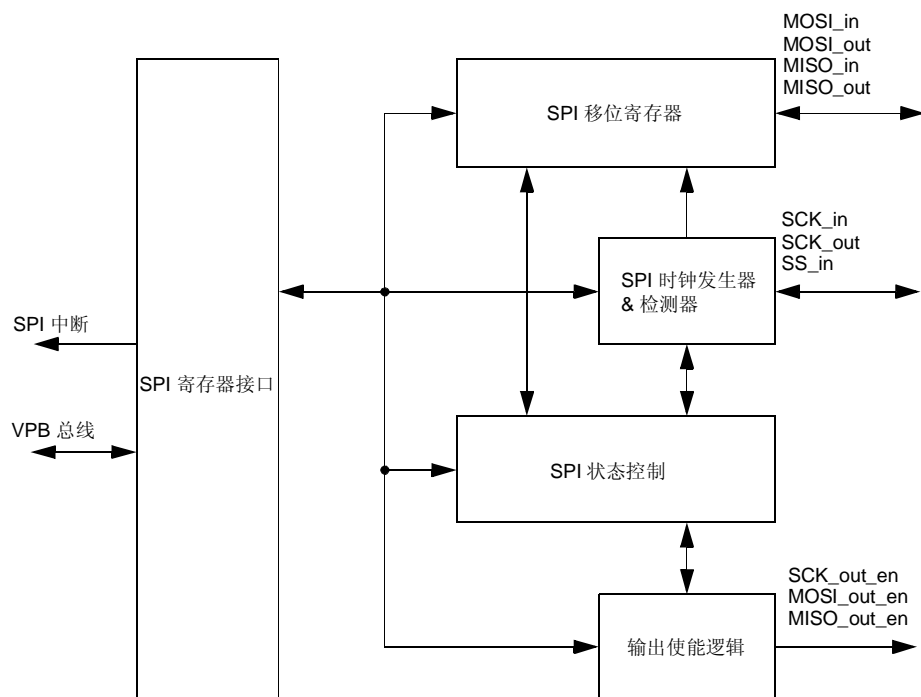 MOSI_in
MOSI_out
MISO_in
MISO_out
SPI 移位寄存器
SCK_in
SCK_out
SS_in
SPI 时钟发生器
& 检测器
SPI 中断
SPI 寄存器接口
VPB 总线
SPI 状态控制
SCK_out_en
MOSI_out_en
MISO_out_en
输出使能逻辑